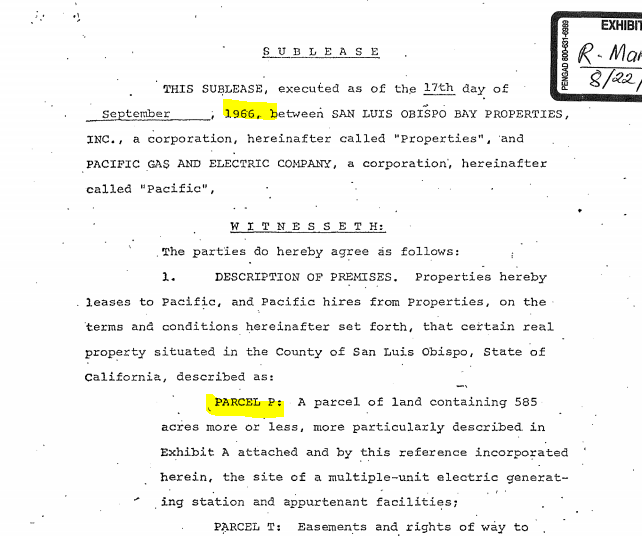 EXHIBIT
PENGAD 800-631-6989
R- Mar
8/22/
SUBLEASE
THIS SUBLEASE, executed as of the 17th day of
September, 1966, between SAN LUIS OBISPO BAY PROPERTIES,
INC., a corporation, hereinafter called "Properties", and
PACIFIC GAS AND ELECTRIC COMPANY, a corporation, hereinafter
called "Pacific",
WITNESSETH:
The parties do hereby agree as follows:
1. DESCRIPTION OF PREMISES. Properties hereby
leases to Pacific, and Pacific hires from Properties, on the
terms and conditions hereinafter set forth, that certain real
property situated in the County of San Luis Obispo, State of
California, described as:
PARCEL P: A parcel of land containing 585
acres more or less, more particularly described in
Exhibit A attached and by this reference incorporated
herein, the site of a multiple-unit electric generat-
ing station and appurtenant facilities;
PARCEL T: Easements and rights of way to